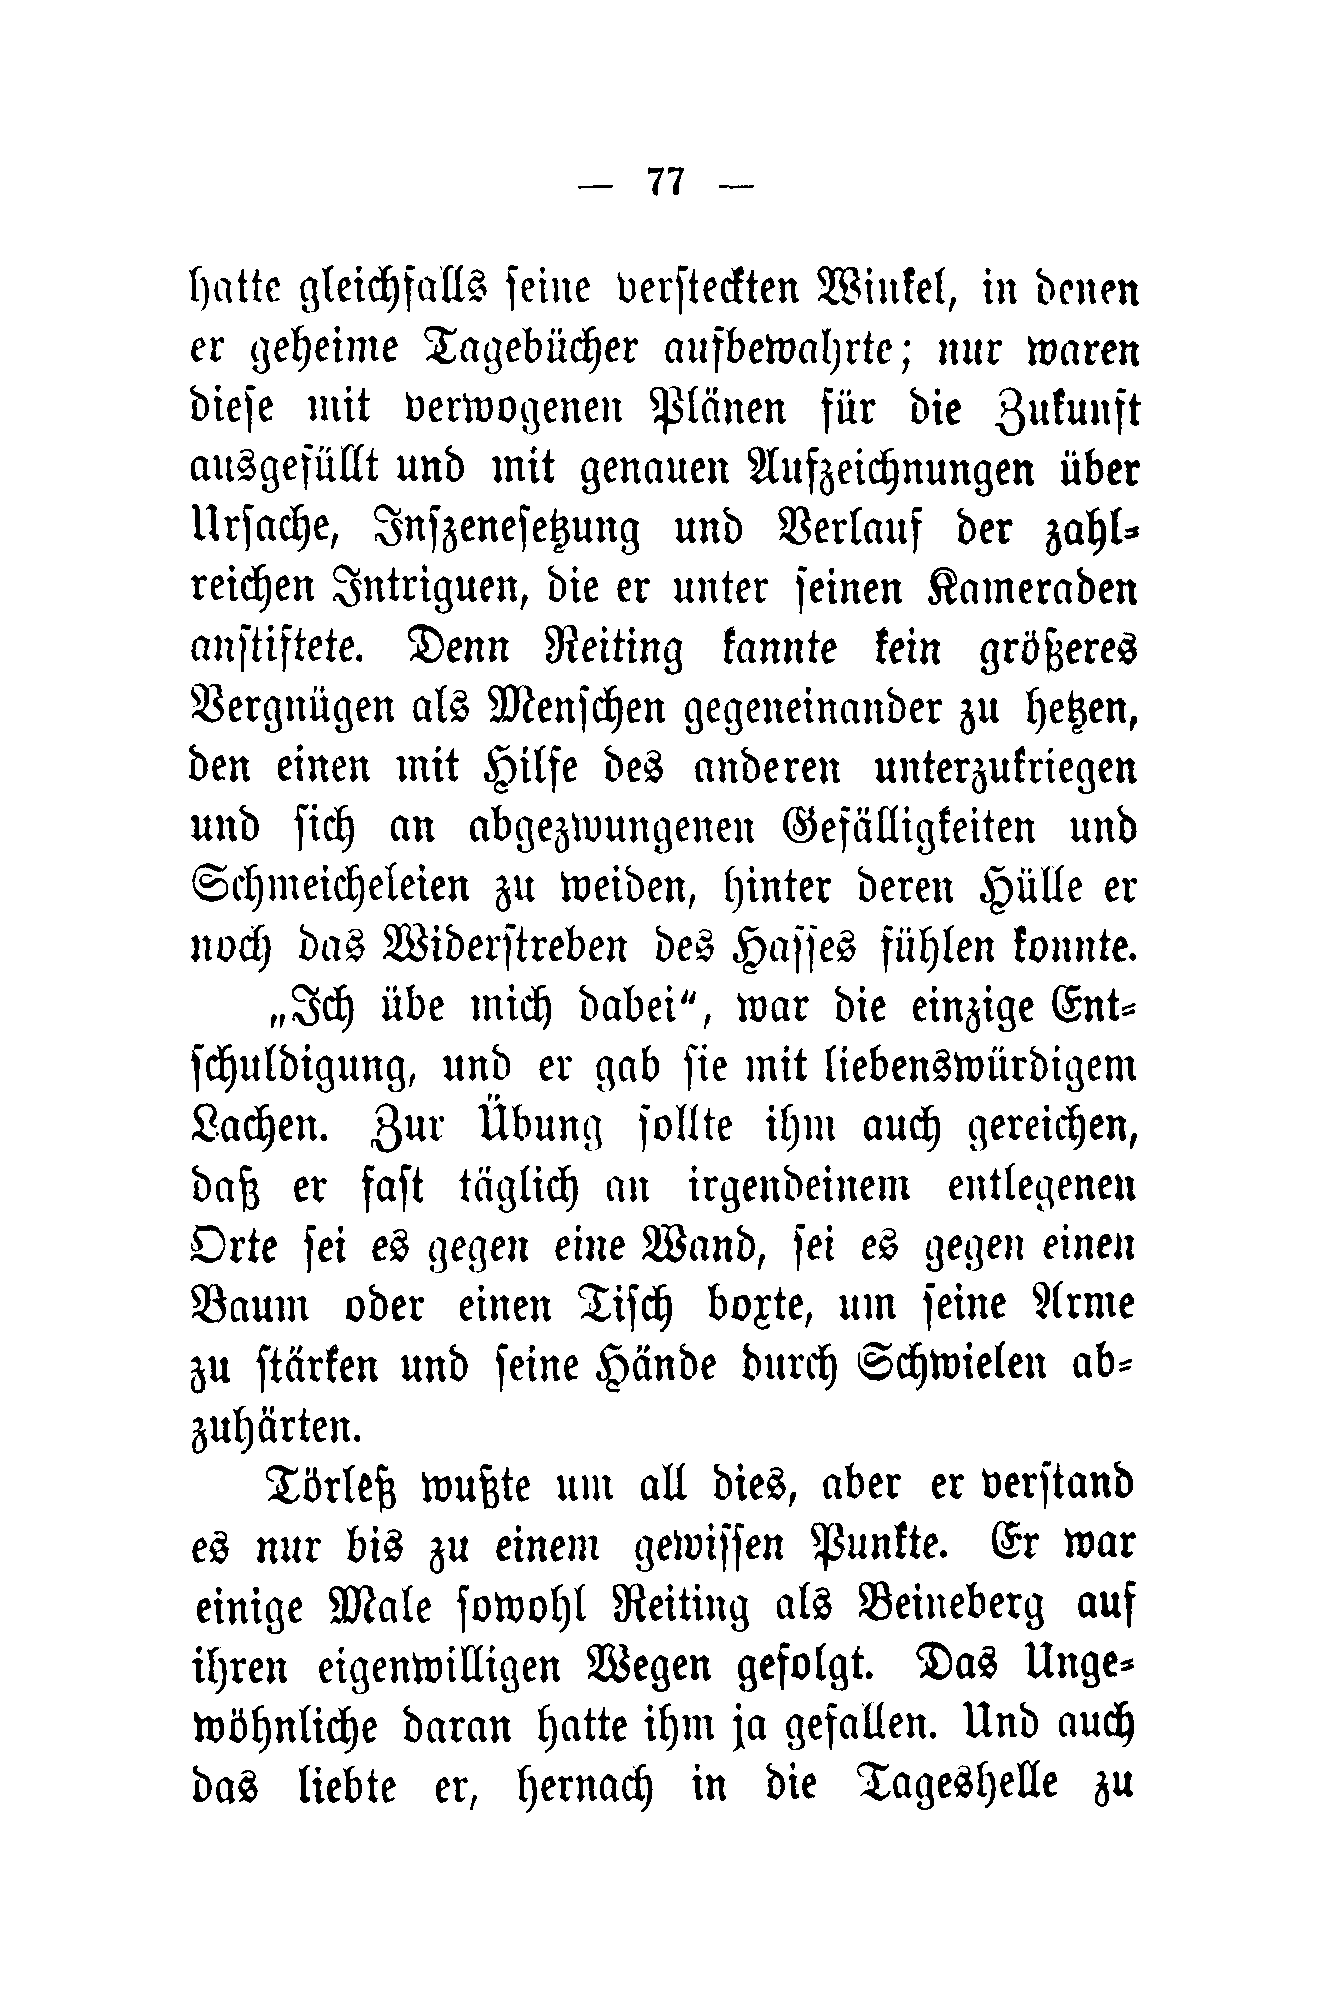 — 77 —
hatte gleichfalls seine versteckten Winkel, in denen
er geheime Tagebücher aufbewahrte; nur waren
diese mit verwogenen Plänen für die Zukunft
ausgefüllt und mit genauen Aufzeichnungen über
Ursache, Inszenesetzung und Verlauf der zahl-
reichen Intriguen, die er unter seinen Kameraden
anstiftete. Denn Reiting kannte kein größeres
Vergnügen als Menschen gegeneinander zu hetzen,
den einen mit Hilfe des anderen unterzukriegen
und sich an abgezwungenen Gefälligkeiten und
Schmeicheleien zu weiden, hinter deren Hülle er
noch das Widerstreben des Hasses fühlen konnte.
„Ich übe mich dabei“, war die einzige Ent-
schuldigung, und er gab sie mit liebenswürdigem
Lachen. Zur Übung sollte ihm auch gereichen,
daß er fast täglich an irgendeinem entlegenen
Orte sei es gegen eine Wand, sei es gegen einen
Baum oder einen Tisch boxte, um seine Arme
zu stärken und seine Hände durch Schwielen ab-
zuhärten.
Törleß wußte um all dies, aber er verstand
es nur bis zu einem gewissen Punkte. Er war
einige Male sowohl Reiting als Beineberg auf
ihren eigenwilligen Wegen gefolgt. Das Unge-
wöhnliche daran hatte ihm ja gefallen. Und auch
das liebte er, hernach in die Tageshelle zu